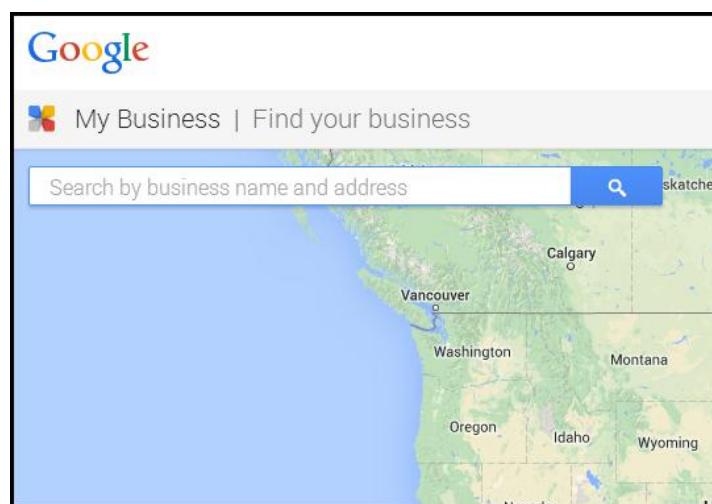 Google
My Business | Find your business
Search by business name and address
skatche
Calgary
Vancouver
Washington
Montana
Oregon
Idaho
Wyoming